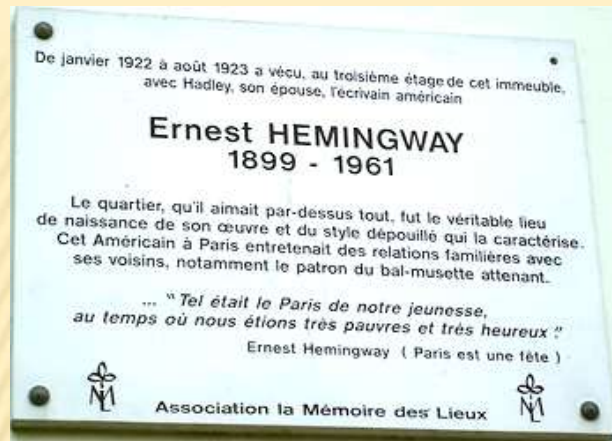 De janvier 1922 à août 1923 a vécu, au troisième étage de cet immeuble,
avec Hadley, son épouse, l'écrivain américain
Ernest HEMINGWAY
1899 - 1961
Le quartier, qu'il aimait par-dessus tout, fut le véritable lieu
de naissance de son œuvre et du style dépouillé qui la caractérise.
Cet Américain à Paris entretenait des relations familières avec
ses voisins, notamment le patron du bal-musette attenant.
... " Tel était le Paris de notre jeunesse,
au temps où nous étions très pauvres et très heureux ."
Ernest Hemingway ( Paris est une fête )
Association la Mémoire des Lieux